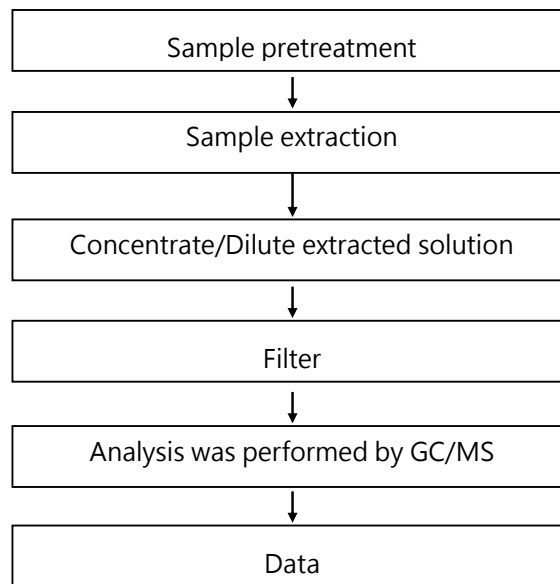 Sample pretreatment
Sample extraction
Concentrate/Dilute extracted solution
Filter
Analysis was performed by GC/MS
Data